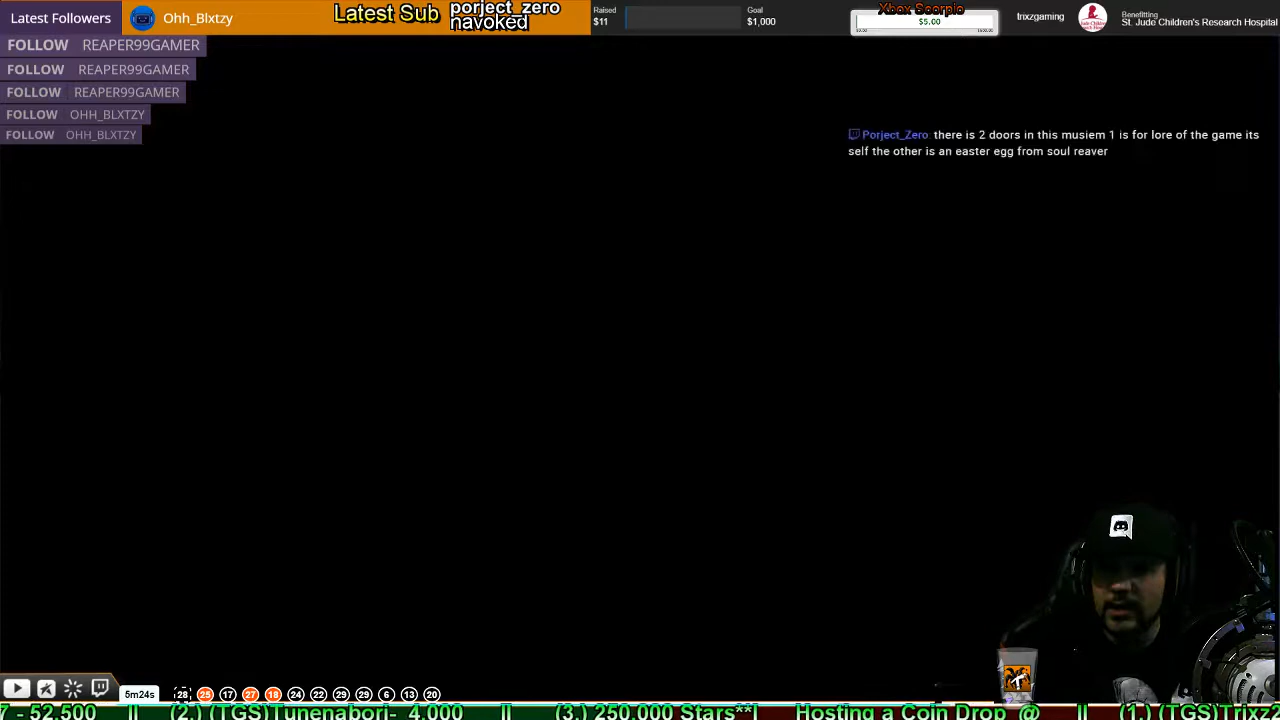 Latest Followers
Ohh_Blxtzy
Latest Sub
porject_zero
navoked
Raised
$11
Goal
$1,000
Xbox Scorpio
$5.00
trixzgaming
Benefitting
St. Jude Children's Research Hospital
FOLLOW REAPER99GAMER
FOLLOW REAPER99GAMER
FOLLOW REAPER99GAMER
FOLLOW OHH_BLXTZY
FOLLOW OHH_BLXTZY
Porject_Zero: there is 2 doors in this musiem 1 is for lore of the game its
self the other is an easter egg from soul reaver
5m24s 28 25 17 27 18 24 22 29 29 6 13 20
7 - 52,500 || (2.) (TGS)Tunenabori- 4,000 || (3.) 250,000 Stars**] Hosting a Coin Drop @ || (1.) (TGS)Trixz